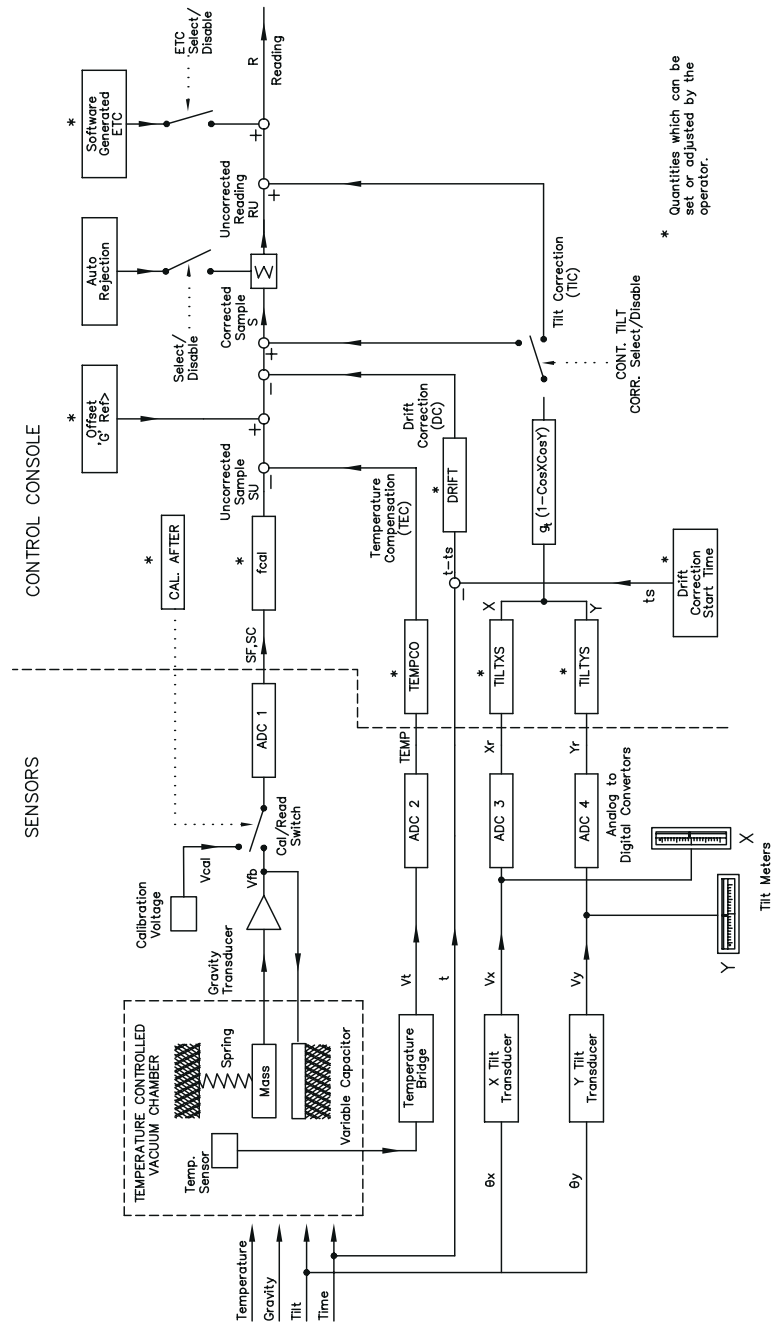 SENSORS
CONTROL CONSOLE
TEMPERATURE CONTROLLED
VACUUM CHAMBER
Temperature
Gravity
Tilt
Time
Temp.
Sensor
Spring
Mass
Variable Capacitor
Gravity
Transducer
Calibration
Voltage
Vcal
Vfb
Cal/Read
Switch
ADC 1
SF,SC
*
CAL. AFTER
*
fcal
Uncorrected
Sample
SU
−
*
Offset
'G' Ref>
+
−
+
Corrected
Sample
S
Select/
Disable
Auto
Rejection
Σ
Uncorrected
Reading
RU
+
*
Software
Generated
ETC
+
ETC
Select/
Disable
R
Reading
Temperature
Bridge
Vt
ADC 2
TEMP
*
TEMPCO
Temperature
Compensation
(TEC)
t
−
t-ts
*
DRIFT
Drift
Correction
(DC)
θx
X Tilt
Transducer
Vx
ADC 3
Xr
*
TILTXS
X
θy
Y Tilt
Transducer
Vy
ADC 4
Yr
*
TILTYS
Y
Analog to
Digital Convertors
gt (1-CosXCosY)
CONT. TILT
CORR. Select/Disable
Tilt Correction
(TIC)
ts
*
Drift
Correction
Start Time
Y
X
Tilt Meters
* Quantities which can be
set or adjusted by the
operator.